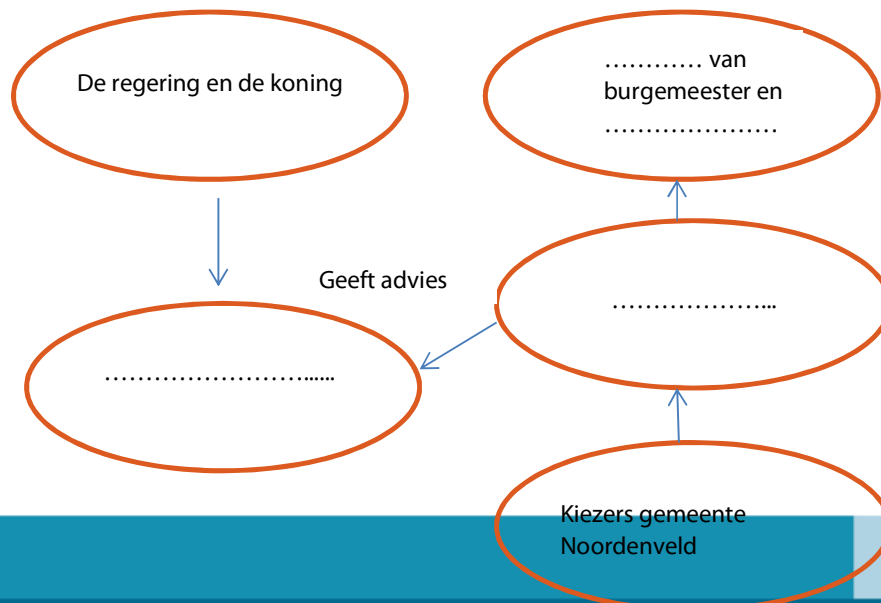 De regering en de koning
………… van
burgemeester en
…………………
Geeft advies
………………...
……………………......
Kiezers gemeente
Noordenveld